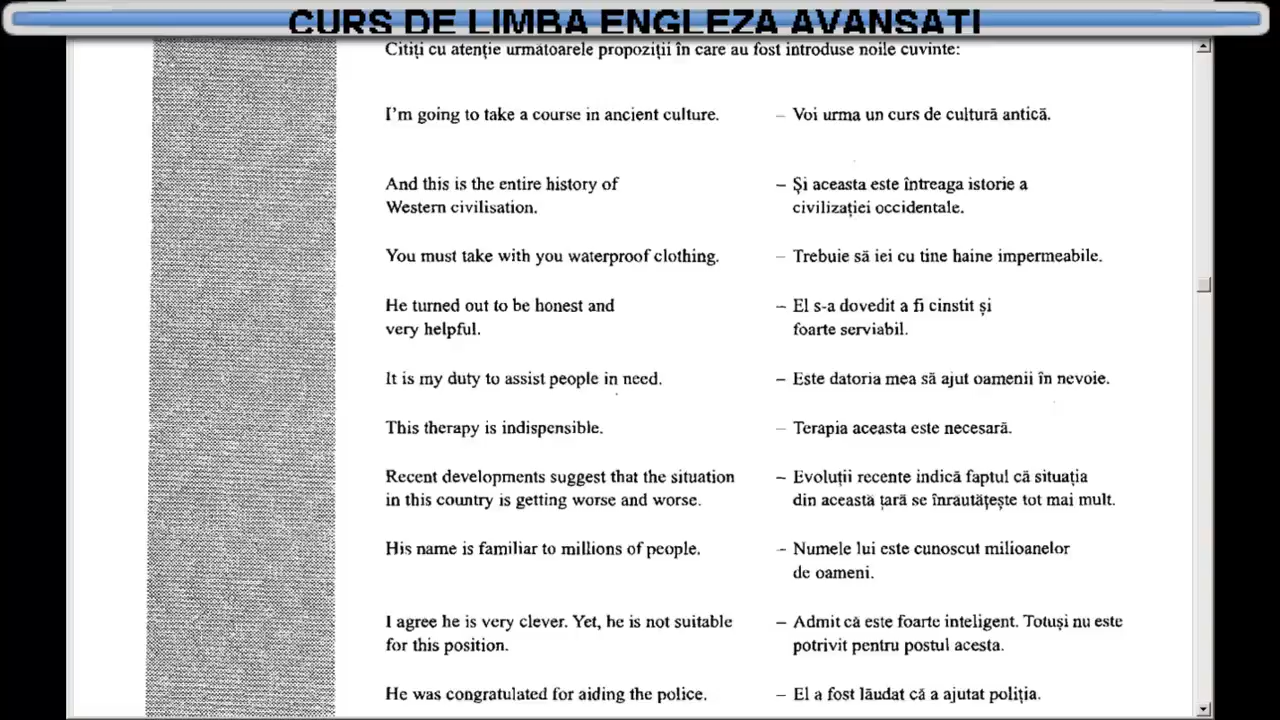 CURS DE LIMBA ENGLEZA AVANSATI
Citiți cu atenție următoarele propoziții în care au fost introduse noile cuvinte:
I'm going to take a course in ancient culture. – Voi urma un curs de cultură antică.
And this is the entire history of – Și aceasta este întreaga istorie a
Western civilisation. civilizației occidentale.
You must take with you waterproof clothing. – Trebuie să iei cu tine haine impermeabile.
He turned out to be honest and – El s-a dovedit a fi cinstit și
very helpful. foarte serviabil.
It is my duty to assist people in need. – Este datoria mea să ajut oamenii în nevoie.
This therapy is indispensible. – Terapia aceasta este necesară.
Recent developments suggest that the situation – Evoluții recente indică faptul că situația
in this country is getting worse and worse. din această țară se înrăutățește tot mai mult.
His name is familiar to millions of people. – Numele lui este cunoscut milioanelor
de oameni.
I agree he is very clever. Yet, he is not suitable – Admit că este foarte inteligent. Totuși nu este
for this position. potrivit pentru postul acesta.
He was congratulated for aiding the police. – El a fost lăudat că a ajutat poliția.